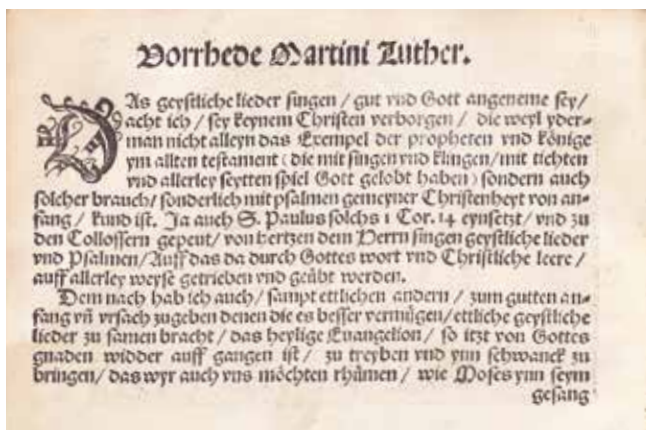 Vorrhede Martini Luther.
DAs geystliche lieder singen / gut vnd Gott angeneme sey/
acht ich / sey keynem Christen verborgen / die weyl yder-
man nicht alleyn das Exempel der propheten vnd könige
ym allten testament (die mit singen vnd klingen/mit tichten
vnd allerley seytten spiel Gott gelobt haben) sondern auch
solcher brauch/ sonderlich mit psalmen gemeyner Christenheyt von an-
fang / kund ist. Ja auch S. Paulus solchs 1 Cor. 14 eynsetzt/ vnd zu
den Collossern gepeut/ von hertzen dem Herrn singen geystliche lieder
vnd Psalmen/ Auff das da durch Gottes wort vnd Christliche leere/
auff allerley weyse getrieben vnd geübt werden.
Dem nach hab ich auch/ sampt ettlichen andern / zum gutten an-
fang vñ vrsach zugeben denen die es besser vermügen/ ettliche geystliche
lieder zu samen bracht / das heylige Euangelion/ so itzt von Gottes
gnaden widder auff gangen ist / zu treyben vnd ynn schwanck zu
bringen/ das wyr auch vns möchten rhümen / wie Moses ynn seym
gesang